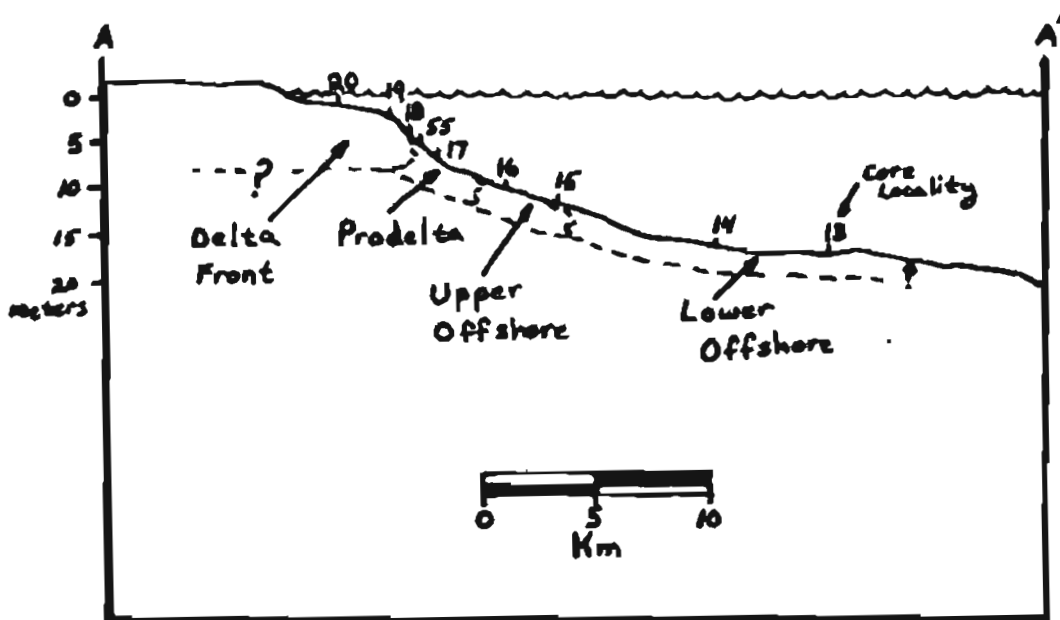 A
A'
20
19
18
55
17
16
15
14
13
Core
Locality
0
5
10
15
20
meters
?
Delta
Front
Prodelta
Upper
Offshore
Lower
Offshore
0
5
10
Km